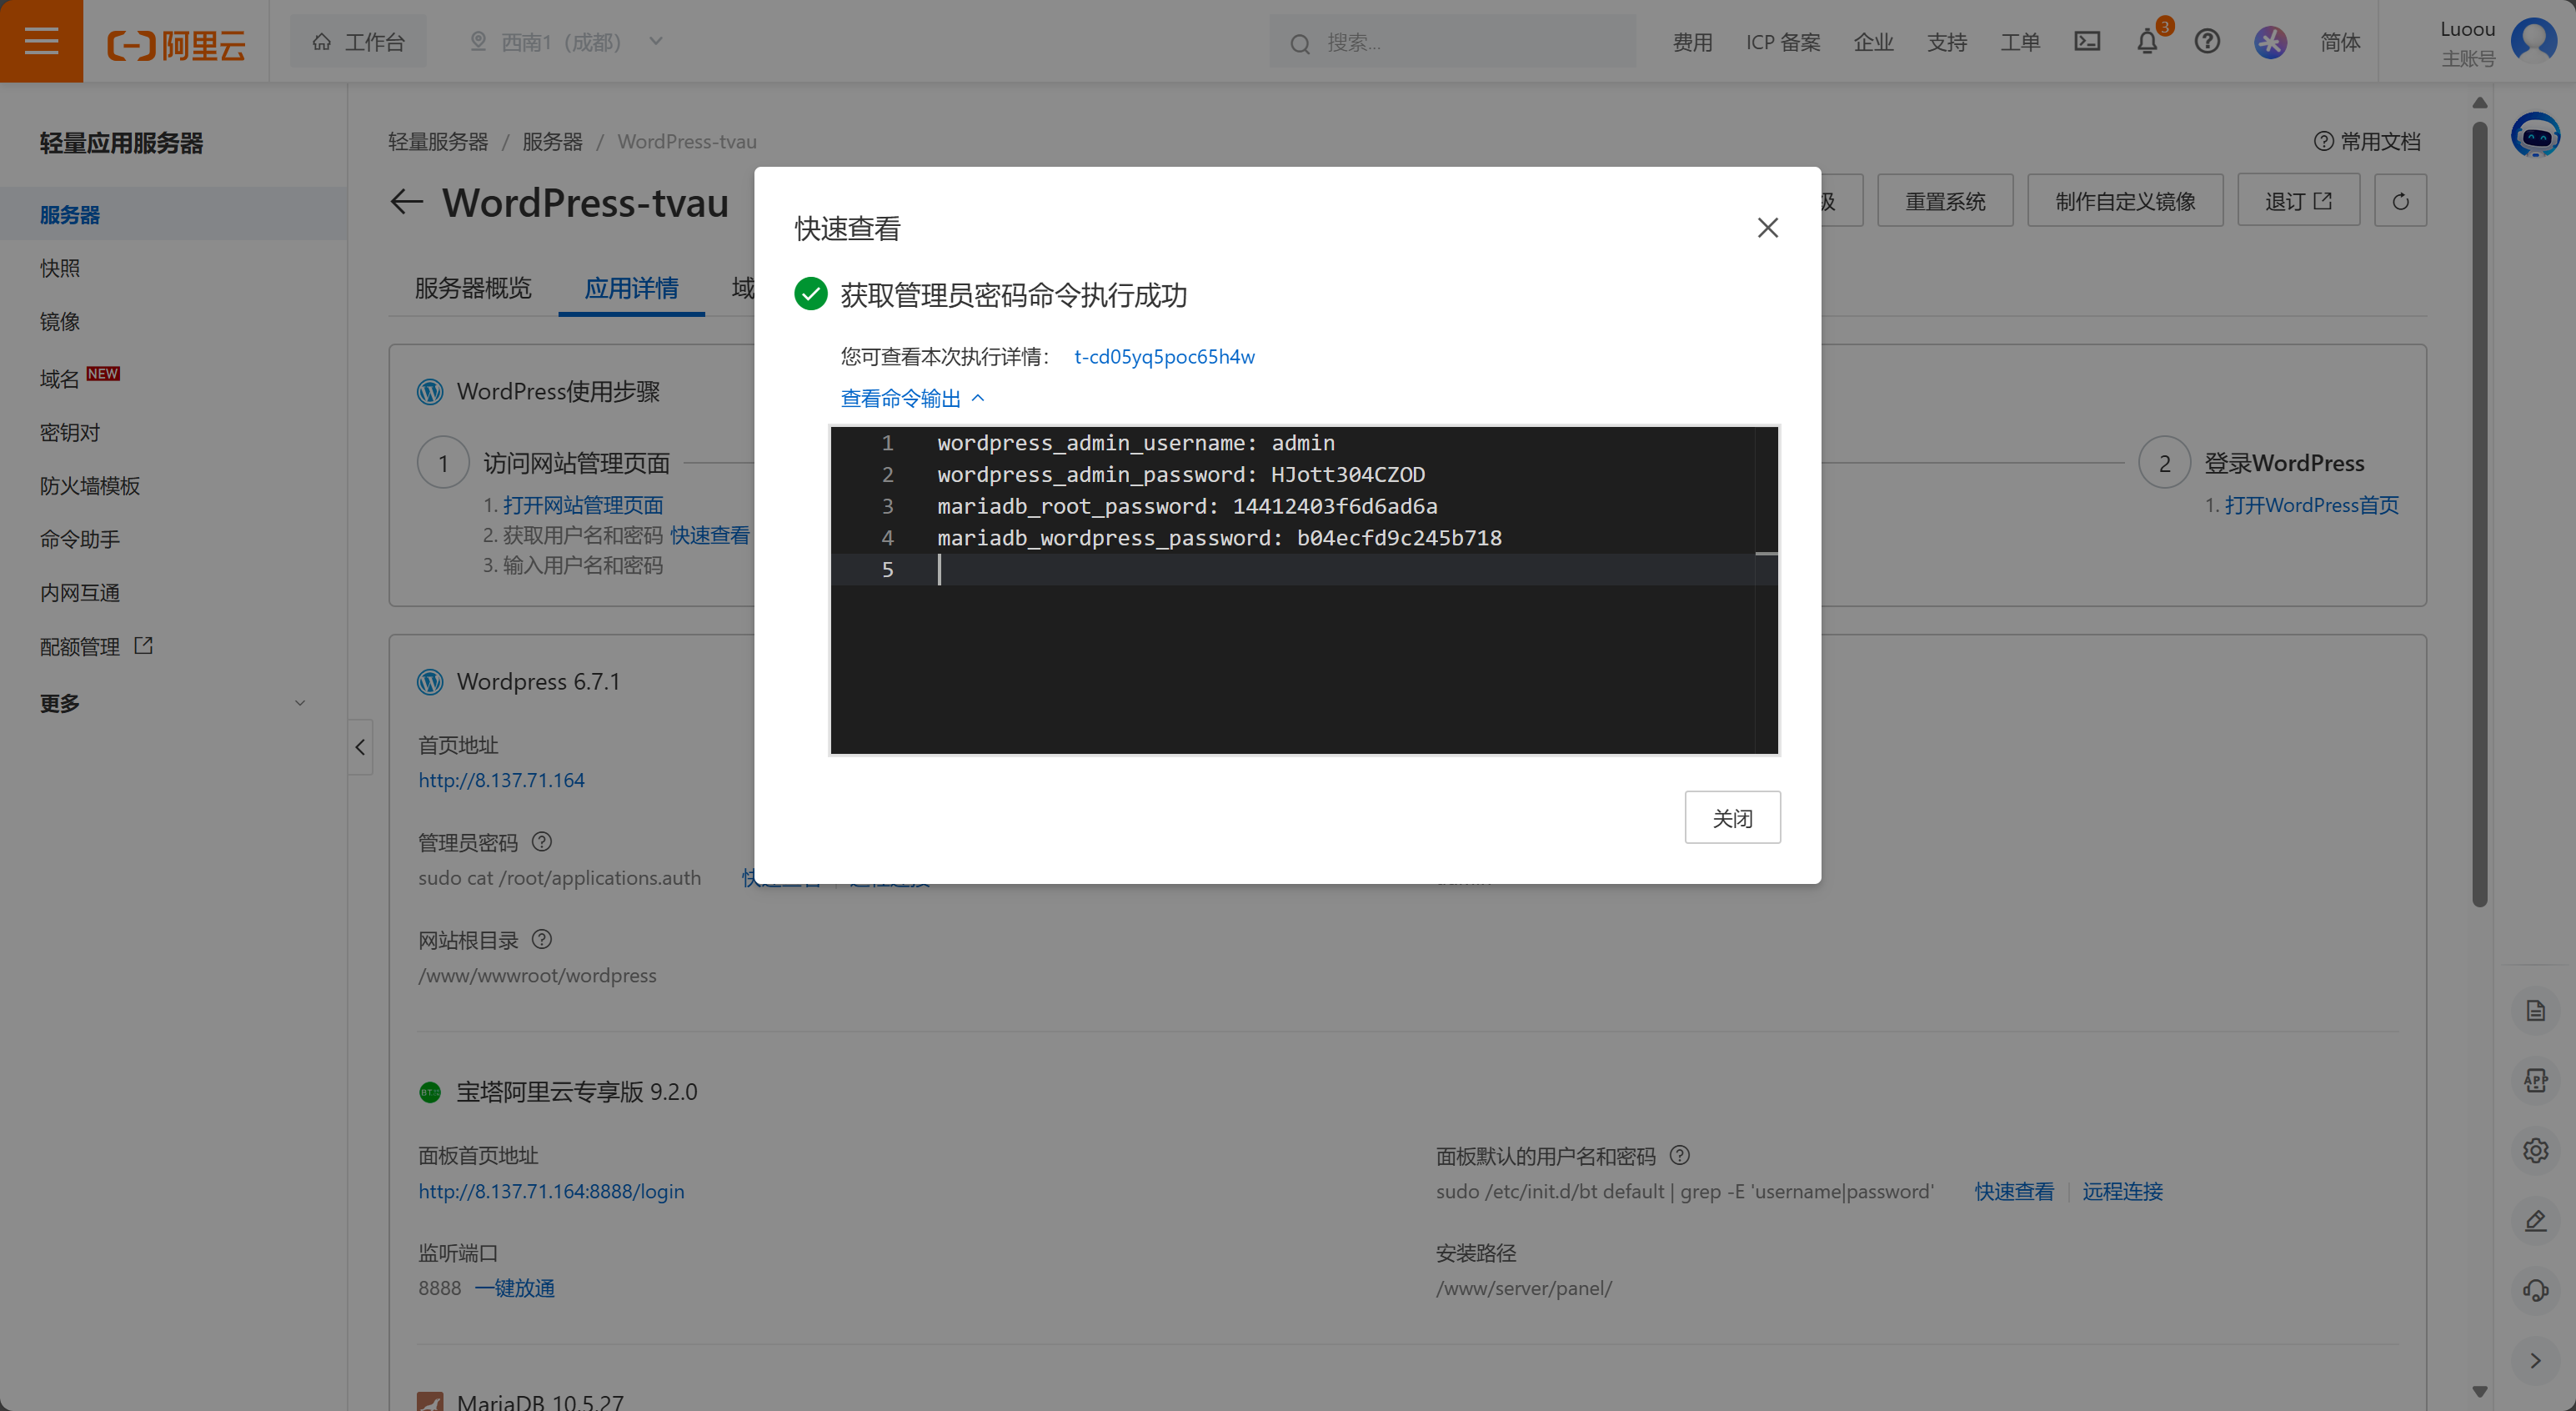 阿里云
工作台
西南1（成都）
搜索...
费用
ICP 备案
企业
支持
工单
3
简体
Luoou
主账号
轻量应用服务器
服务器
快照
镜像
域名 NEW
密钥对
防火墙模板
命令助手
内网互通
配额管理
更多
轻量服务器 / 服务器 / WordPress-tvau
常用文档
WordPress-tvau
级
重置系统
制作自定义镜像
退订
服务器概览
应用详情
域
WordPress使用步骤
1 访问网站管理页面
1. 打开网站管理页面
2. 获取用户名和密码 快速查看
3. 输入用户名和密码
2 登录WordPress
1. 打开WordPress首页
快速查看
获取管理员密码命令执行成功
您可查看本次执行详情： t-cd05yq5poc65h4w
查看命令输出
1 wordpress_admin_username: admin
2 wordpress_admin_password: HJott304CZOD
3 mariadb_root_password: 14412403f6d6ad6a
4 mariadb_wordpress_password: b04ecfd9c245b718
5
关闭
Wordpress 6.7.1
首页地址
http://8.137.71.164
管理员密码
sudo cat /root/applications.auth
网站根目录
/www/wwwroot/wordpress
宝塔阿里云专享版 9.2.0
面板首页地址
http://8.137.71.164:8888/login
面板默认的用户名和密码
sudo /etc/init.d/bt default | grep -E 'username|password' 快速查看 远程连接
监听端口
8888 一键放通
安装路径
/www/server/panel/
MariaDB 10.5.27
APP